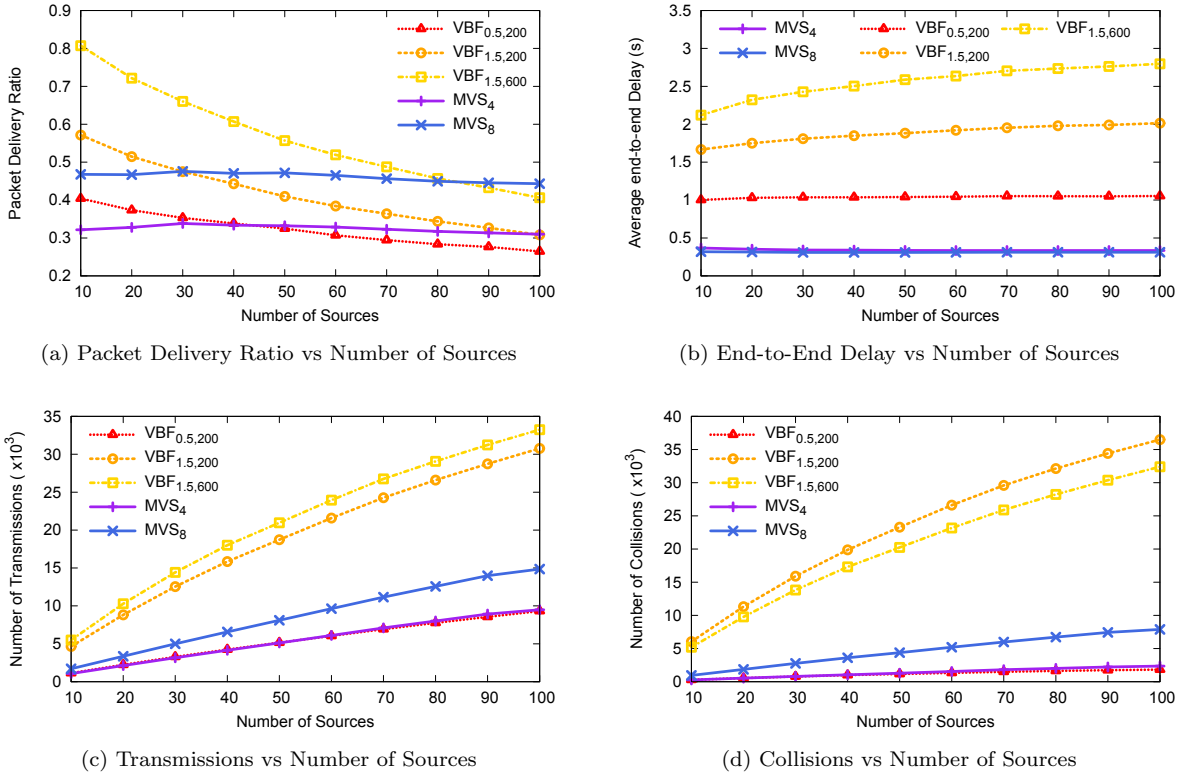 0.9
0.8
0.7
0.6
0.5
0.4
0.3
0.2
Packet Delivery Ratio
VBF0.5,200
VBF1.5,200
VBF1.5,600
MVS4
MVS8
10 20 30 40 50 60 70 80 90 100
Number of Sources
(a) Packet Delivery Ratio vs Number of Sources
3.5
3
2.5
2
1.5
1
0.5
0
Average end-to-end Delay (s)
MVS4 VBF0.5,200 VBF1.5,600
MVS8 VBF1.5,200
10 20 30 40 50 60 70 80 90 100
Number of Sources
(b) End-to-End Delay vs Number of Sources
35
30
25
20
15
10
5
0
Number of Transmissions ( x10³)
VBF0.5,200
VBF1.5,200
VBF1.5,600
MVS4
MVS8
10 20 30 40 50 60 70 80 90 100
Number of Sources
(c) Transmissions vs Number of Sources
40
35
30
25
20
15
10
5
0
Number of Collisions ( x10³)
VBF0.5,200
VBF1.5,200
VBF1.5,600
MVS4
MVS8
10 20 30 40 50 60 70 80 90 100
Number of Sources
(d) Collisions vs Number of Sources